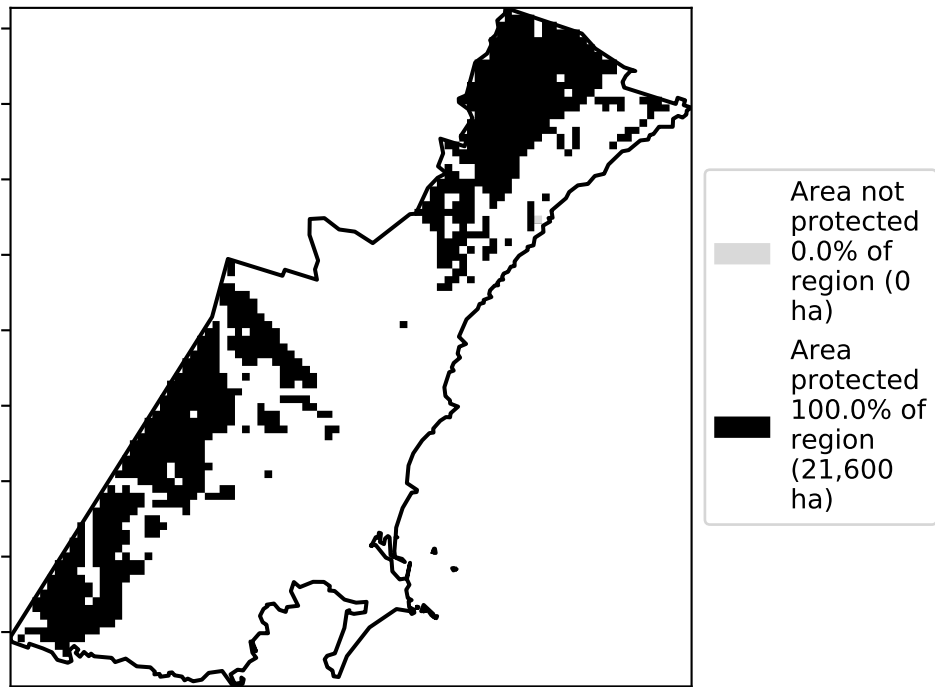 Area not
protected
0.0% of
region (0
ha)
Area
protected
100.0% of
region
(21,600
ha)